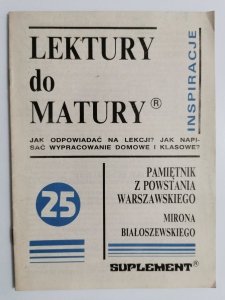 LEKTURY
do
MATURY®
INSPIRACJE
JAK ODPOWIADAĆ NA LEKCJI? JAK NAPI-
SAĆ WYPRACOWANIE DOMOWE I KLASOWE?
25
PAMIĘTNIK
Z POWSTANIA
WARSZAWSKIEGO
MIRONA
BIAŁOSZEWSKIEGO
SUPLEMENT®